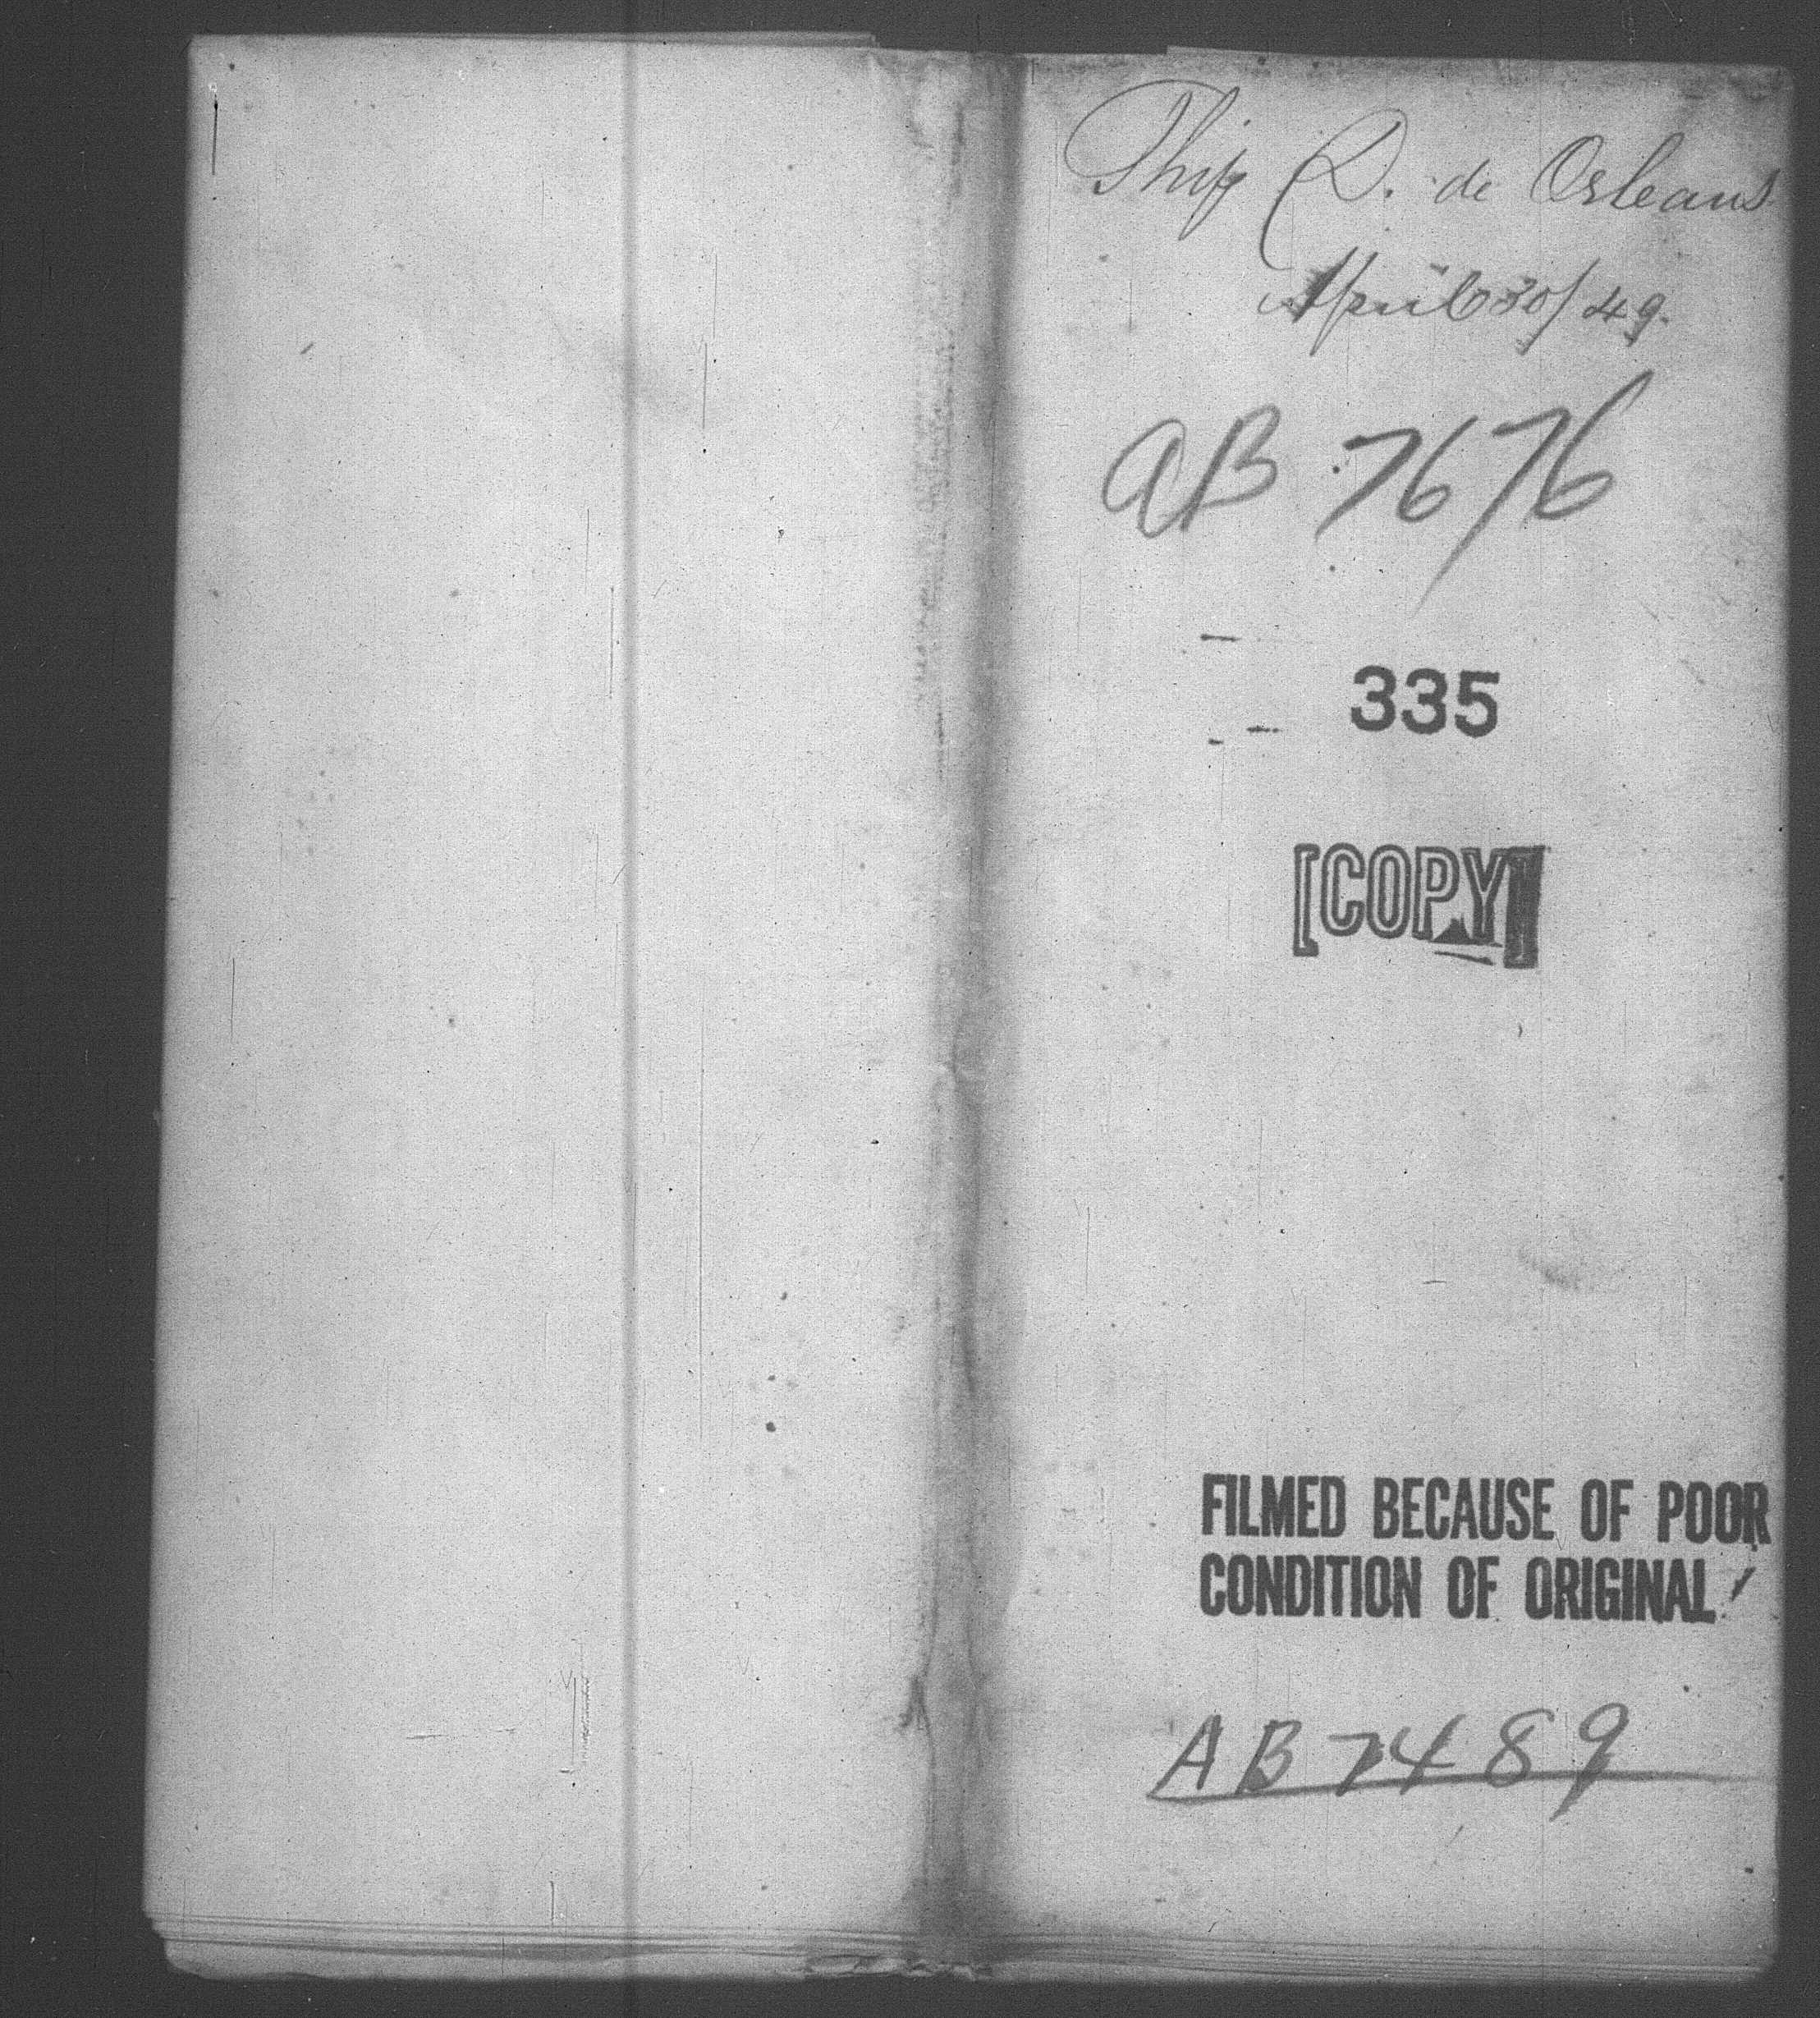 Ship D. de Orleans
April 30/49.
AB 7676
335
[COPY]
FILMED BECAUSE OF POOR
CONDITION OF ORIGINAL
AB 7489